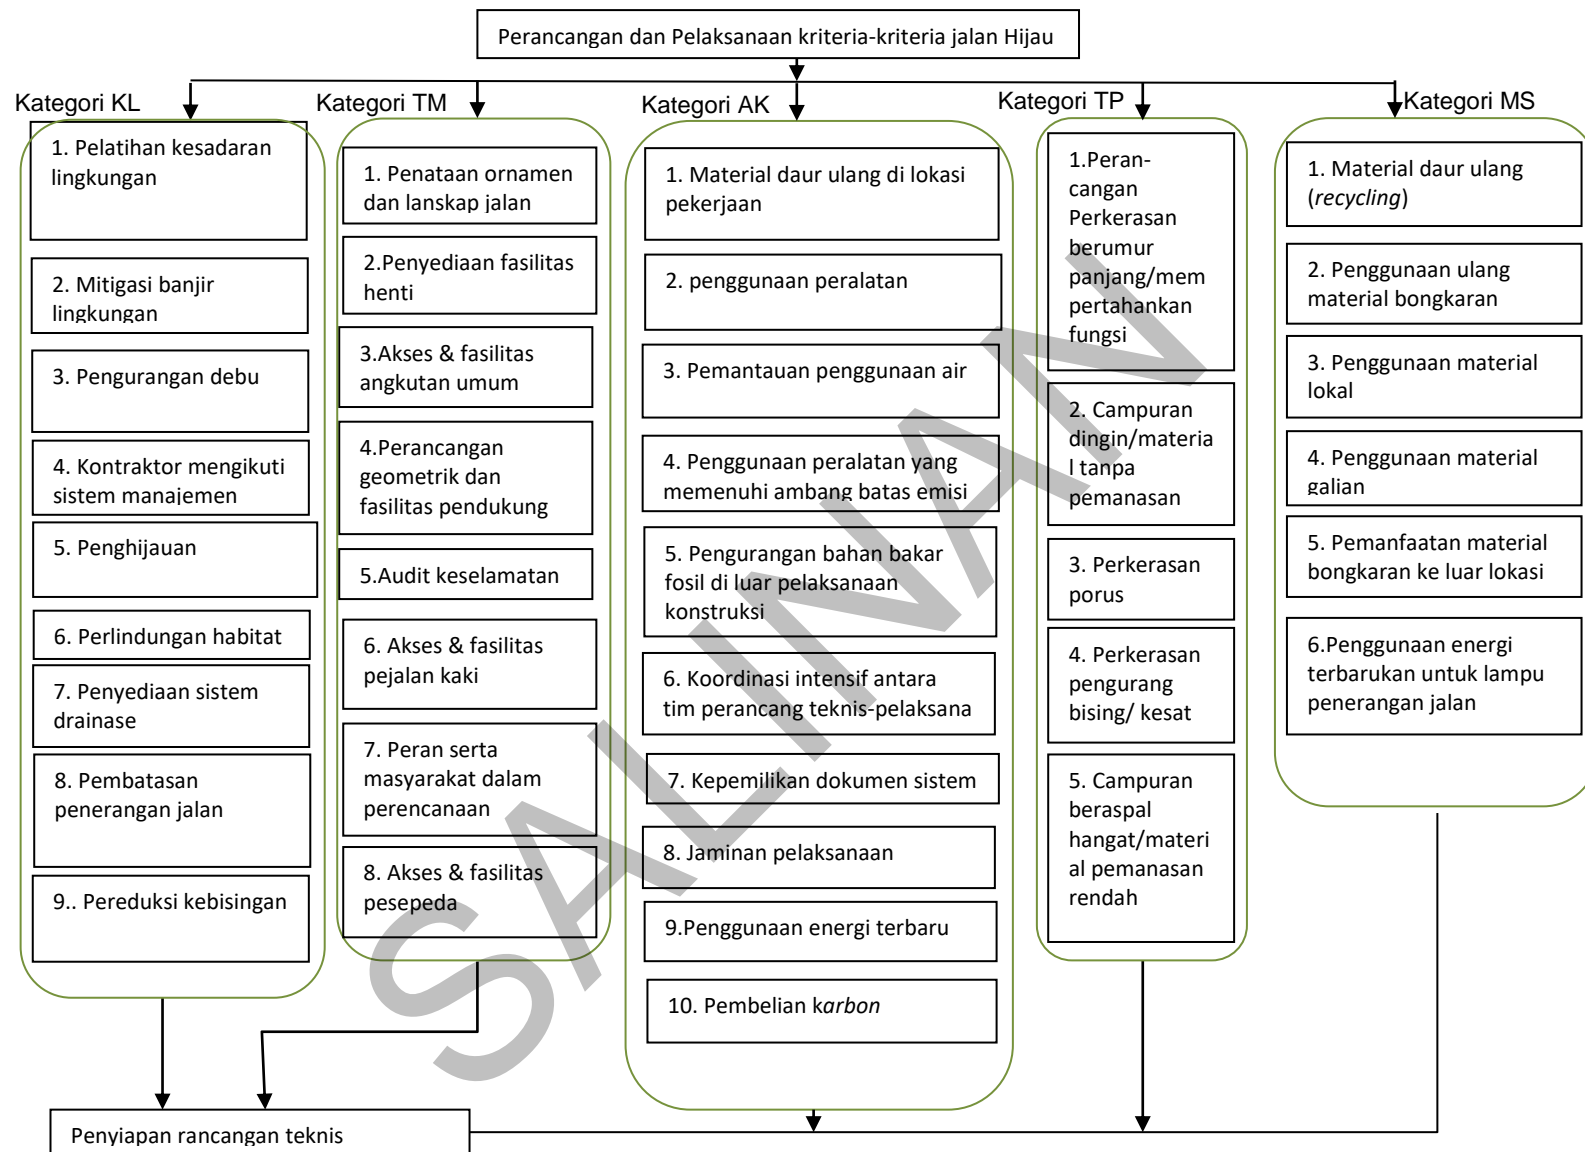 Perancangan dan Pelaksanaan kriteria-kriteria jalan Hijau
Kategori KL
1. Pelatihan kesadaran
lingkungan
2. Mitigasi banjir
lingkungan
3. Pengurangan debu
4. Kontraktor mengikuti
sistem manajemen
5. Penghijauan
6. Perlindungan habitat
7. Penyediaan sistem
drainase
8. Pembatasan
penerangan jalan
9.. Pereduksi kebisingan
Kategori TM
1. Penataan ornamen
dan lanskap jalan
2.Penyediaan fasilitas
henti
3.Akses & fasilitas
angkutan umum
4.Perancangan
geometrik dan
fasilitas pendukung
5.Audit keselamatan
6. Akses & fasilitas
pejalan kaki
7. Peran serta
masyarakat dalam
perencanaan
8. Akses & fasilitas
pesepeda
Kategori AK
1. Material daur ulang di lokasi
pekerjaan
2. penggunaan peralatan
3. Pemantauan penggunaan air
4. Penggunaan peralatan yang
memenuhi ambang batas emisi
5. Pengurangan bahan bakar
fosil di luar pelaksanaan
konstruksi
6. Koordinasi intensif antara
tim perancang teknis-pelaksana
7. Kepemilikan dokumen sistem
8. Jaminan pelaksanaan
9.Penggunaan energi terbaru
10. Pembelian karbon
Kategori TP
1.Peran-
cangan
Perkerasan
berumur
panjang/mem
pertahankan
fungsi
2. Campuran
dingin/materia
l tanpa
pemanasan
3. Perkerasan
porus
4. Perkerasan
pengurang
bising/ kesat
5. Campuran
beraspal
hangat/materi
al pemanasan
rendah
Kategori MS
1. Material daur ulang
(recycling)
2. Penggunaan ulang
material bongkaran
3. Penggunaan material
lokal
4. Penggunaan material
galian
5. Pemanfaatan material
bongkaran ke luar lokasi
6.Penggunaan energi
terbarukan untuk lampu
penerangan jalan
Penyiapan rancangan teknis
SALINAN